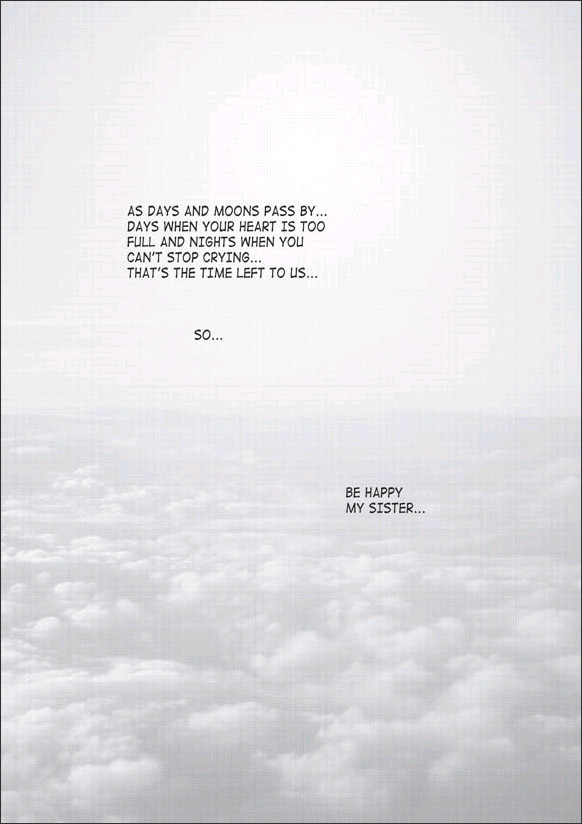 AS DAYS AND MOONS PASS BY...
DAYS WHEN YOUR HEART IS TOO
FULL AND NIGHTS WHEN YOU
CAN'T STOP CRYING...
THAT'S THE TIME LEFT TO US...
SO...
BE HAPPY
MY SISTER...